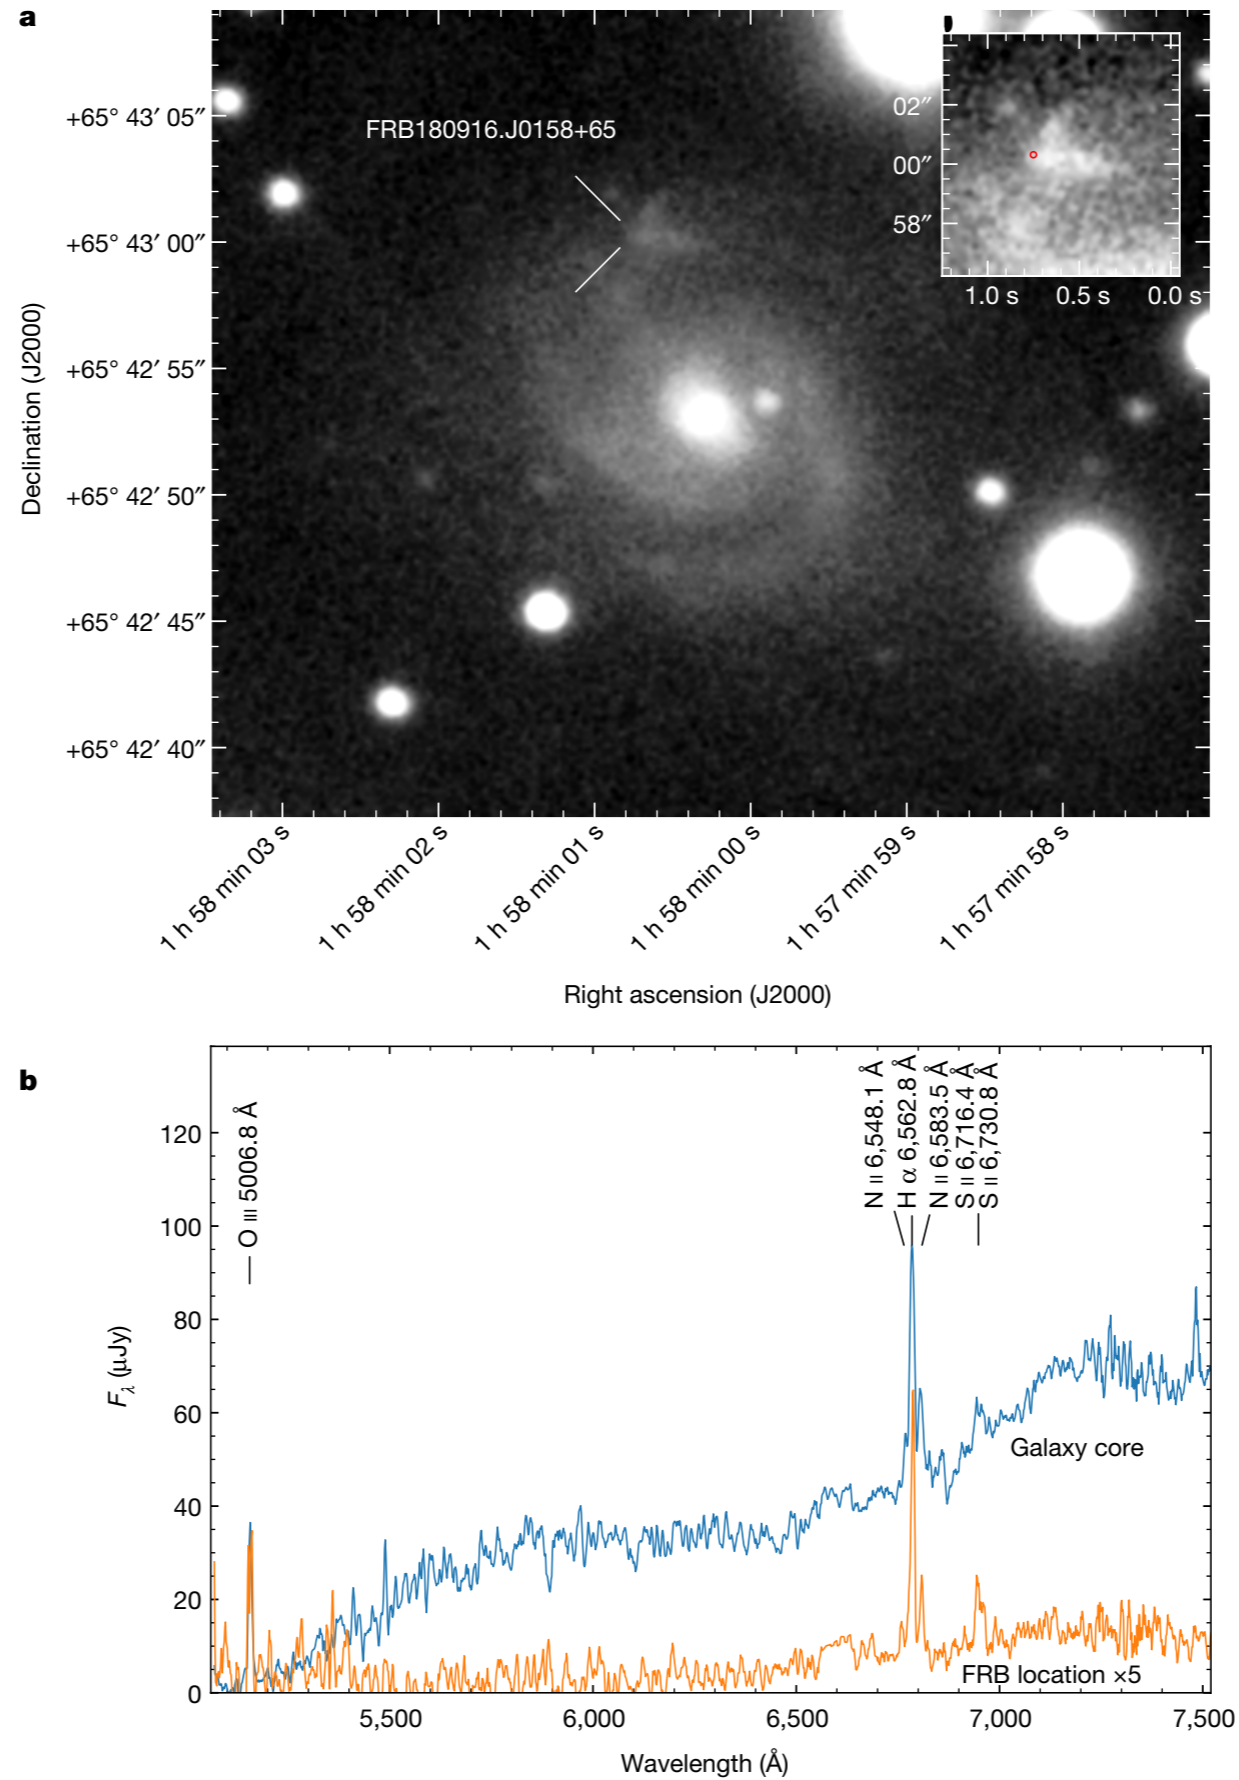 a
FRB180916.J0158+65
+65° 43′ 05″
+65° 43′ 00″
+65° 42′ 55″
+65° 42′ 50″
+65° 42′ 45″
+65° 42′ 40″
Declination (J2000)
02″
00″
58″
1.0 s 0.5 s 0.0 s
1 h 58 min 03 s
1 h 58 min 02 s
1 h 58 min 01 s
1 h 58 min 00 s
1 h 57 min 59 s
1 h 57 min 58 s
Right ascension (J2000)
b
O III 5006.8 Å
N II 6,548.1 Å
H α 6,562.8 Å
N II 6,583.5 Å
S II 6,716.4 Å
S II 6,730.8 Å
120
100
80
60
40
20
0
Fλ (μJy)
Galaxy core
FRB location ×5
5,500 6,000 6,500 7,000 7,500
Wavelength (Å)